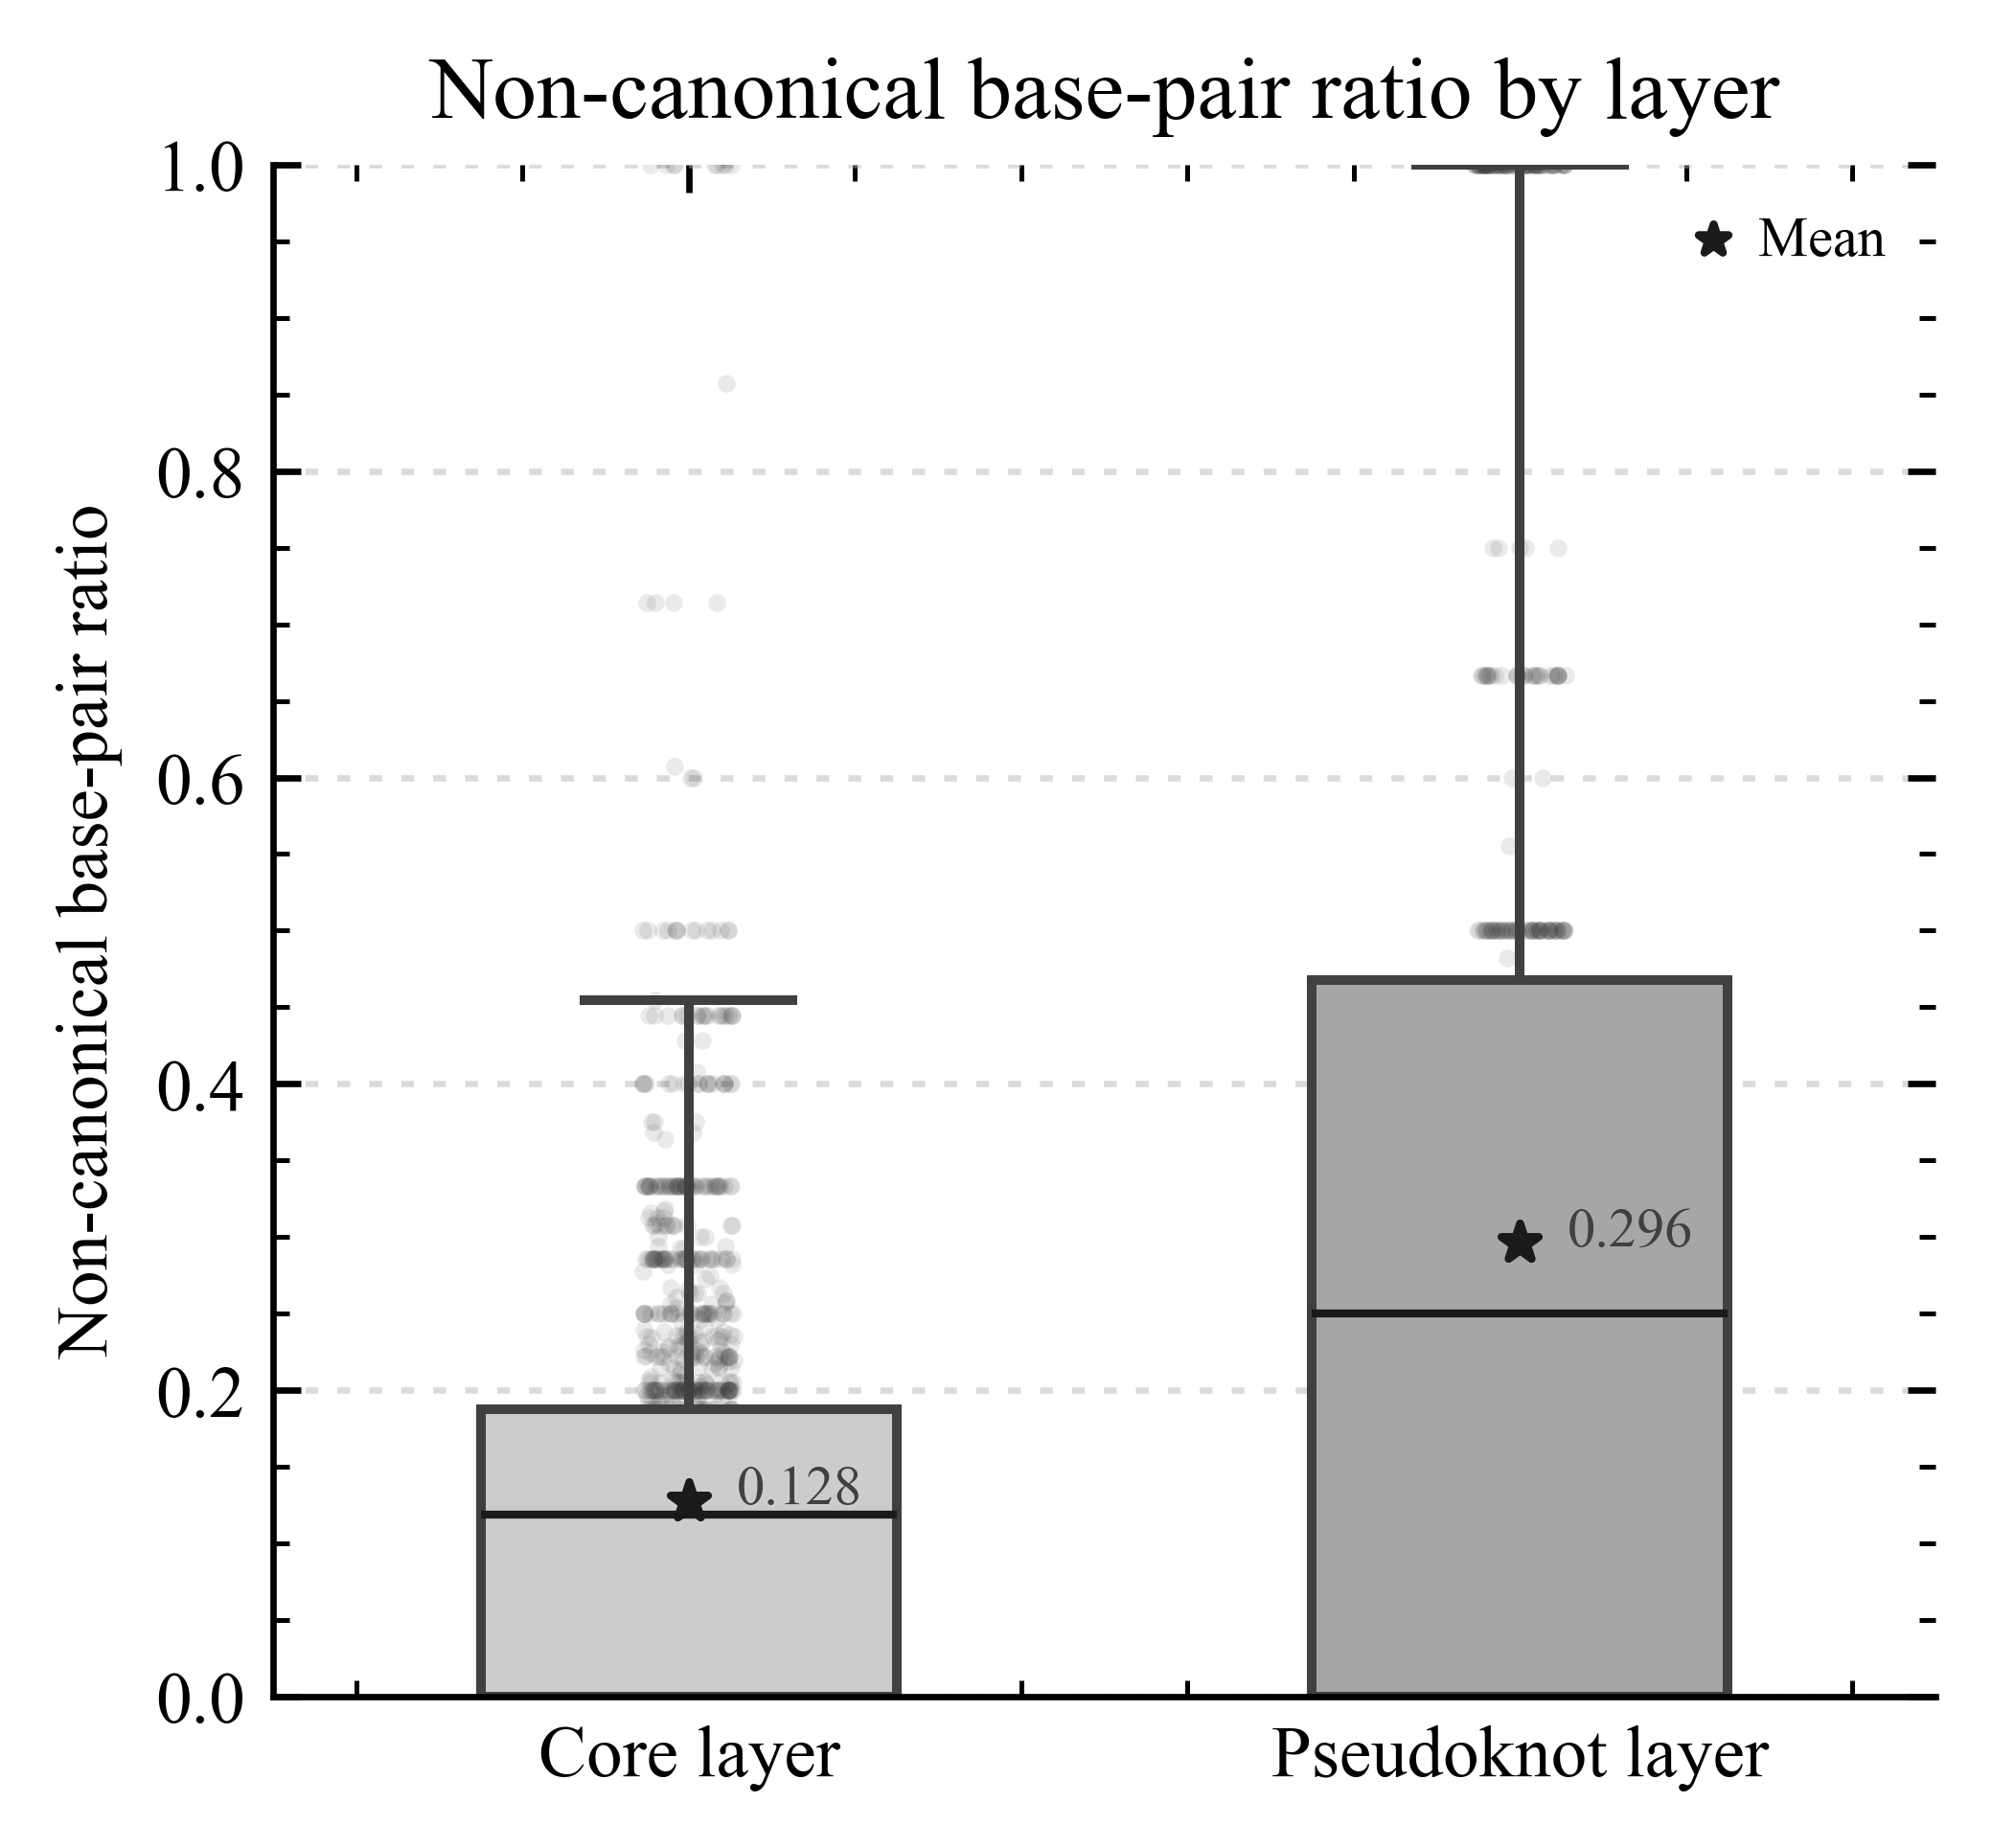 Non-canonical base-pair ratio by layer
Non-canonical base-pair ratio
1.0
0.8
0.6
0.4
0.2
0.0
Mean
0.296
0.128
Core layer
Pseudoknot layer